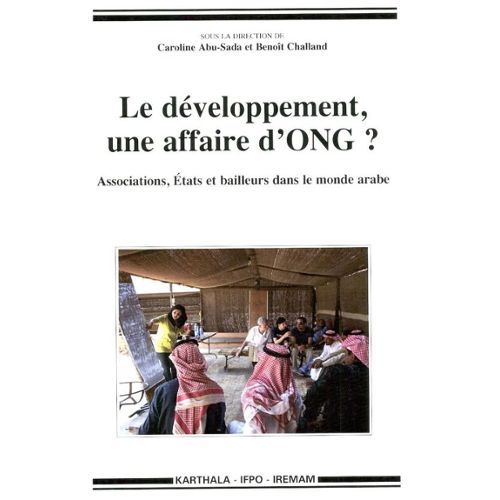 SOUS LA DIRECTION DE
Caroline Abu-Sada et Benoît Challand
Le développement,
une affaire d'ONG ?
Associations, États et bailleurs dans le monde arabe
KARTHALA - IFPO - IREMAM